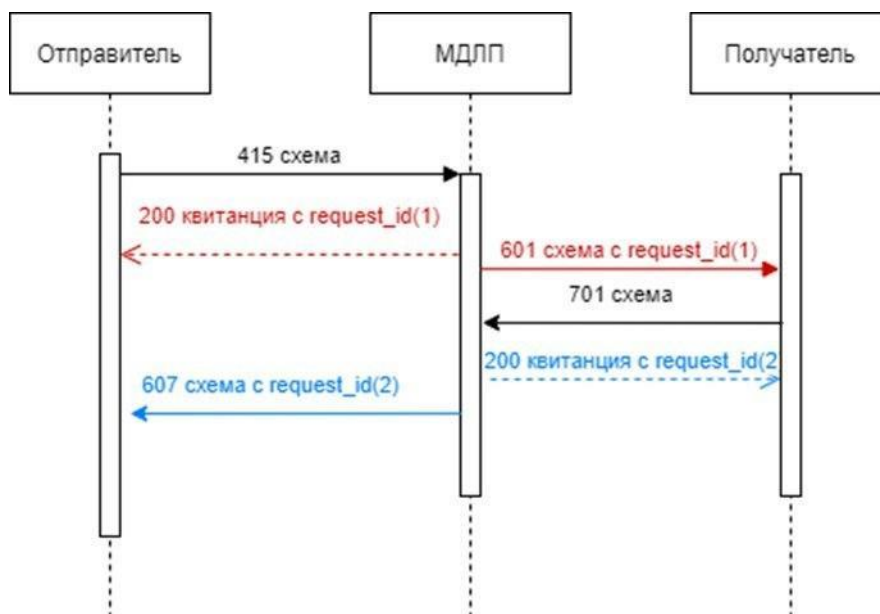 Отправитель
МДЛП
Получатель
415 схема
200 квитанция с request_id(1)
601 схема с request_id(1)
701 схема
200 квитанция с request_id(2
607 схема с request_id(2)